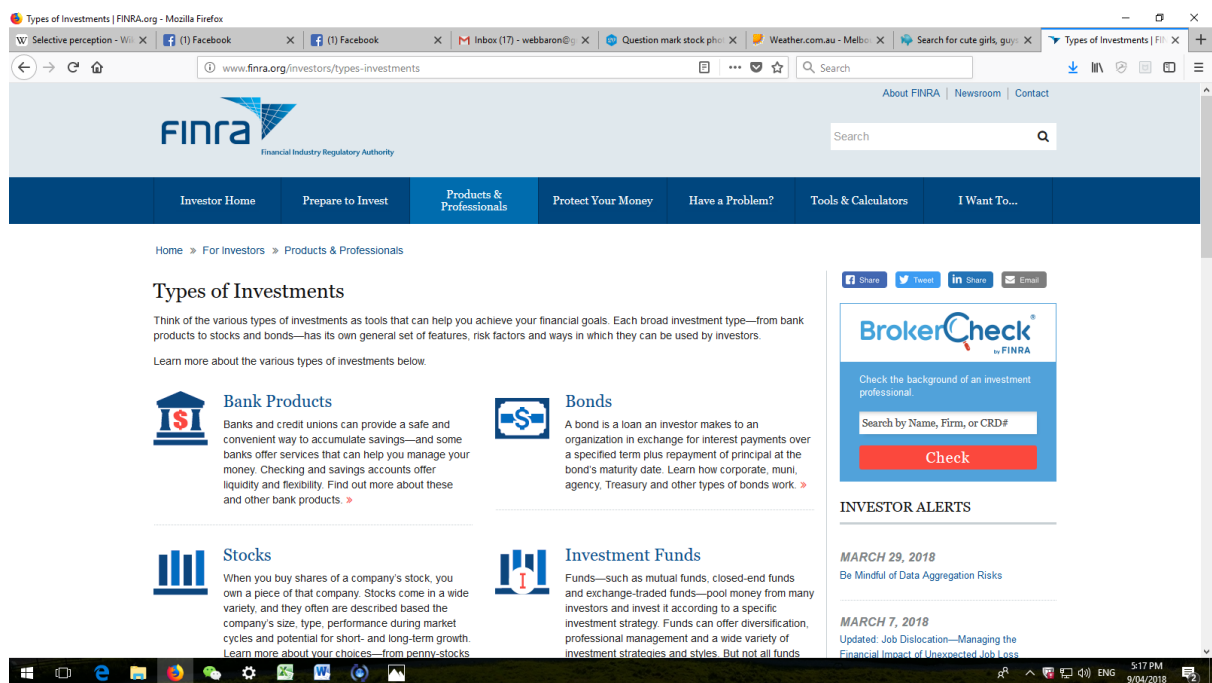 Types of Investments | FINRA.org - Mozilla Firefox
Selective perception - Wi
(1) Facebook
(1) Facebook
Inbox (17) - webbaron@g
Question mark stock phot
Weather.com.au - Melbo
Search for cute girls, guys
Types of Investments | FIN
www.finra.org/investors/types-investments
Search
About FINRA | Newsroom | Contact
FINRA
Financial Industry Regulatory Authority
Search
Investor Home
Prepare to Invest
Products &
Professionals
Protect Your Money
Have a Problem?
Tools & Calculators
I Want To...
Home » For Investors » Products & Professionals
Types of Investments
Think of the various types of investments as tools that can help you achieve your financial goals. Each broad investment type—from bank
products to stocks and bonds—has its own general set of features, risk factors and ways in which they can be used by investors.
Learn more about the various types of investments below.
Bank Products
Banks and credit unions can provide a safe and
convenient way to accumulate savings—and some
banks offer services that can help you manage your
money. Checking and savings accounts offer
liquidity and flexibility. Find out more about these
and other bank products. »
Bonds
A bond is a loan an investor makes to an
organization in exchange for interest payments over
a specified term plus repayment of principal at the
bond's maturity date. Learn how corporate, muni,
agency, Treasury and other types of bonds work. »
Stocks
When you buy shares of a company's stock, you
own a piece of that company. Stocks come in a wide
variety, and they often are described based the
company's size, type, performance during market
cycles and potential for short- and long-term growth.
Learn more about your choices—from penny-stocks
Investment Funds
Funds—such as mutual funds, closed-end funds
and exchange-traded funds—pool money from many
investors and invest it according to a specific
investment strategy. Funds can offer diversification,
professional management and a wide variety of
investment strategies and styles. But not all funds
Share
Tweet
Share
Email
BrokerCheck
by FINRA
Check the background of an investment
professional.
Search by Name, Firm, or CRD#
Check
INVESTOR ALERTS
MARCH 29, 2018
Be Mindful of Data Aggregation Risks
MARCH 7, 2018
Updated: Job Dislocation—Managing the
Financial Impact of Unexpected Job Loss
ENG
5:17 PM
9/04/2018